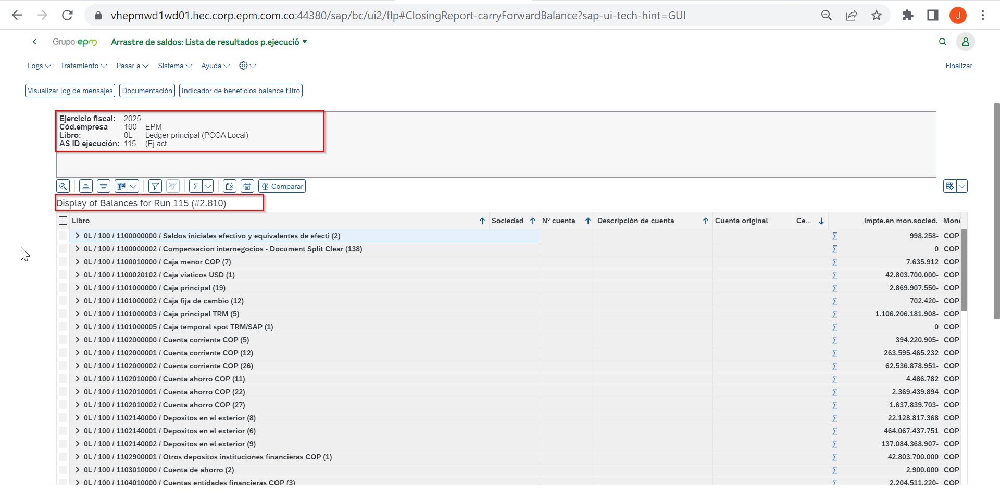 vhepmwd1wd01.hec.corp.epm.com.co:44380/sap/bc/ui2/flp#ClosingReport-carryForwardBalance?sap-ui-tech-hint=GUI
J
Grupo·epm Arrastre de saldos: Lista de resultados p.ejecució
Logs Tratamiento Pasar a Sistema Ayuda Finalizar
Visualizar log de mensajes Documentación Indicador de beneficios balance filtro
Ejercicio fiscal: 2025
Cód.empresa 100 EPM
Libro: 0L Ledger principal (PCGA Local)
AS ID ejecución: 115 (Ej.act.
Comparar
Display of Balances for Run 115 (#2.810)
Libro Sociedad Nº cuenta Descripción de cuenta Cuenta original Ce... Impte.en mon.socied. Mone
0L / 100 / 1100000000 / Saldos iniciales efectivo y equivalentes de efecti (2) 998.258- COP
0L / 100 / 1100000002 / Compensacion internegocios - Document Split Clear (138) 0 COP
0L / 100 / 1100010000 / Caja menor COP (7) 7.635.912 COP
0L / 100 / 1100020102 / Caja viaticos USD (1) 42.803.700.000- COP
0L / 100 / 1101000000 / Caja principal (19) 2.869.907.550- COP
0L / 100 / 1101000002 / Caja fija de cambio (12) 702.420- COP
0L / 100 / 1101000003 / Caja principal TRM (5) 1.106.206.181.908- COP
0L / 100 / 1101000005 / Caja temporal spot TRM/SAP (1) 0 COP
0L / 100 / 1102000000 / Cuenta corriente COP (5) 394.220.905- COP
0L / 100 / 1102000001 / Cuenta corriente COP (12) 263.595.465.232 COP
0L / 100 / 1102000002 / Cuenta corriente COP (26) 62.536.878.951- COP
0L / 100 / 1102010000 / Cuenta ahorro COP (11) 4.486.782 COP
0L / 100 / 1102010001 / Cuenta ahorro COP (22) 2.369.439.894 COP
0L / 100 / 1102010002 / Cuenta ahorro COP (27) 1.637.839.703- COP
0L / 100 / 1102140000 / Depositos en el exterior (8) 22.128.817.368 COP
0L / 100 / 1102140001 / Depositos en el exterior (6) 464.067.437.751 COP
0L / 100 / 1102140002 / Depositos en el exterior (9) 137.084.368.907- COP
0L / 100 / 1102900001 / Otros depositos instituciones financieras COP (1) 42.803.700.000 COP
0L / 100 / 1103010000 / Cuenta de ahorro (2) 2.900.000 COP
0L / 100 / 1104010000 / Cuentas entidades financieras COP (3) 2.204.511.220- COP